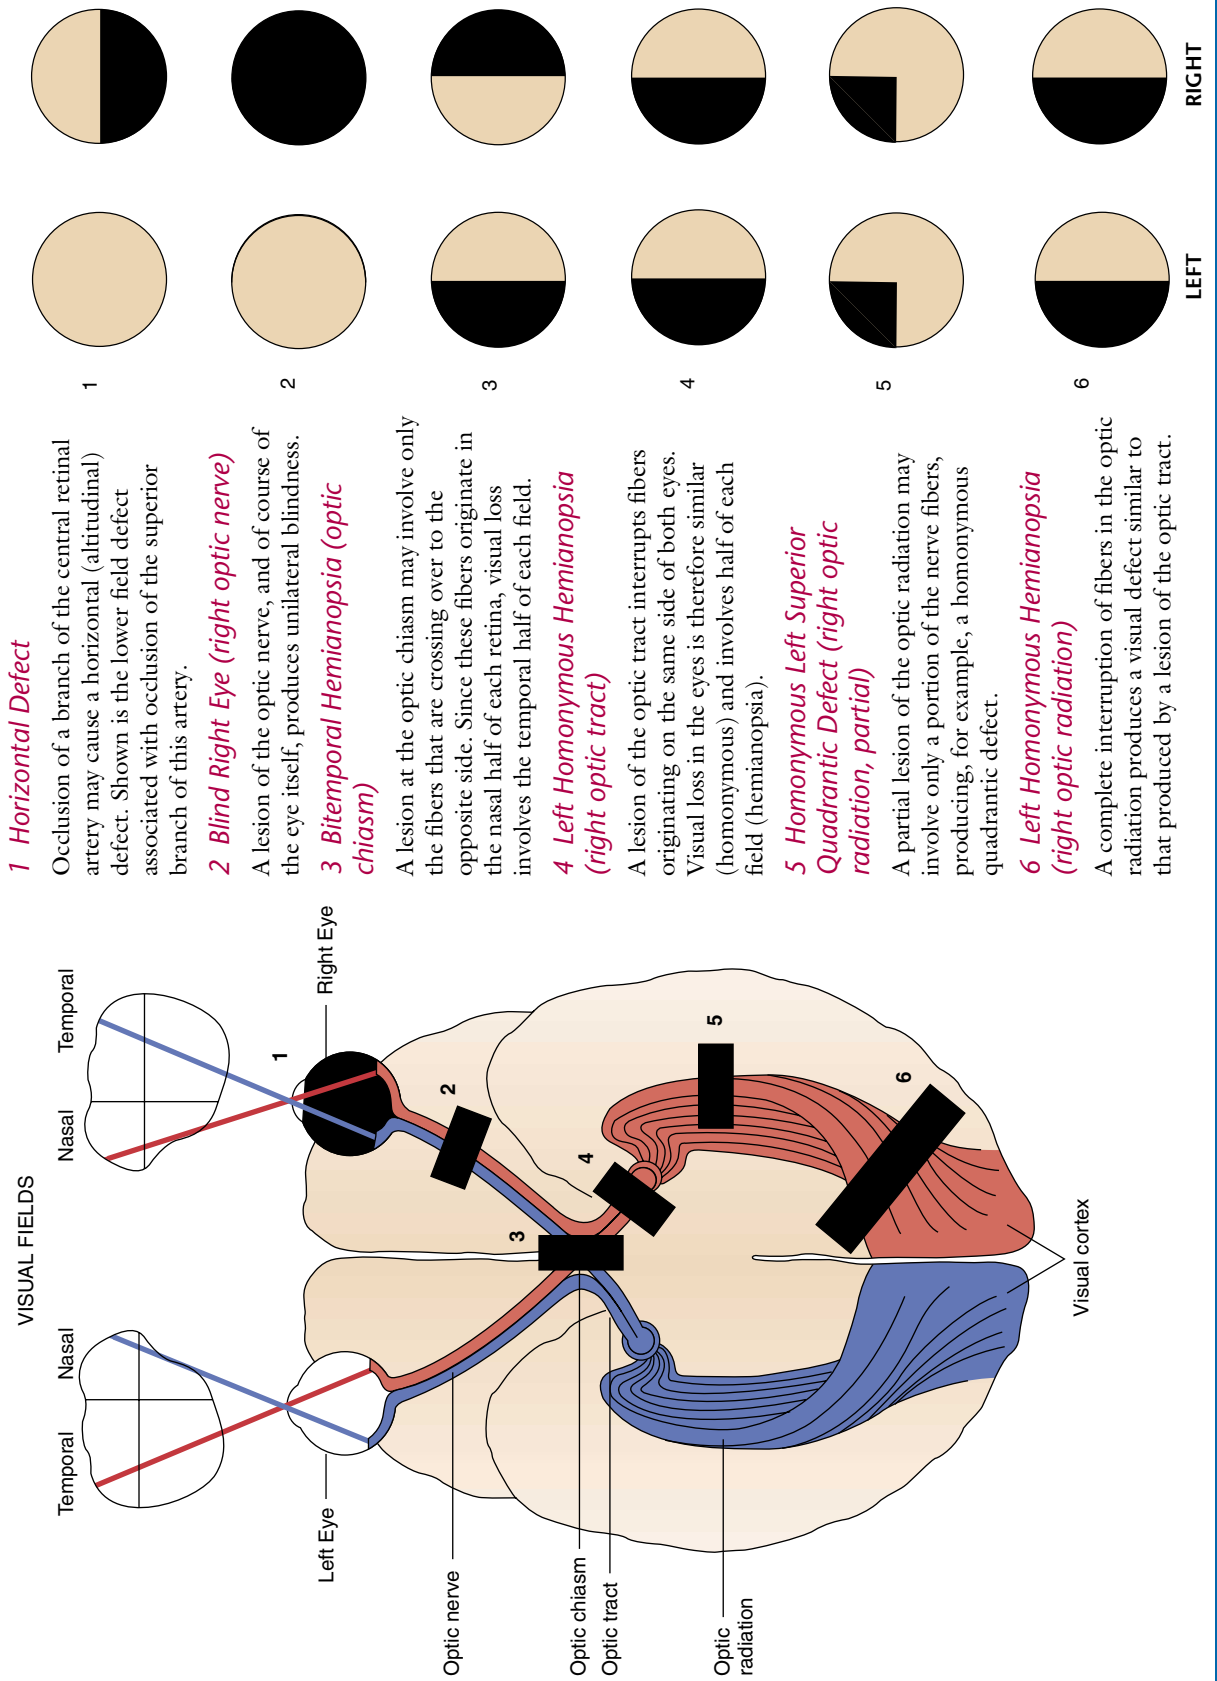 VISUAL FIELDS
Temporal
Nasal
Nasal
Temporal
Left Eye
Right Eye
1
2
3
4
5
6
Optic nerve
Optic chiasm
Optic tract
Optic
radiation
Visual cortex
1 Horizontal Defect
Occlusion of a branch of the central retinal
artery may cause a horizontal (altitudinal)
defect. Shown is the lower field defect
associated with occlusion of the superior
branch of this artery.
2 Blind Right Eye (right optic nerve)
A lesion of the optic nerve, and of course of
the eye itself, produces unilateral blindness.
3 Bitemporal Hemianopsia (optic
chiasm)
A lesion at the optic chiasm may involve only
the fibers that are crossing over to the
opposite side. Since these fibers originate in
the nasal half of each retina, visual loss
involves the temporal half of each field.
4 Left Homonymous Hemianopsia
(right optic tract)
A lesion of the optic tract interrupts fibers
originating on the same side of both eyes.
Visual loss in the eyes is therefore similar
(homonymous) and involves half of each
field (hemianopsia).
5 Homonymous Left Superior
Quadrantic Defect (right optic
radiation, partial)
A partial lesion of the optic radiation may
involve only a portion of the nerve fibers,
producing, for example, a homonymous
quadrantic defect.
6 Left Homonymous Hemianopsia
(right optic radiation)
A complete interruption of fibers in the optic
radiation produces a visual defect similar to
that produced by a lesion of the optic tract.
1
2
3
4
5
6
LEFT
RIGHT